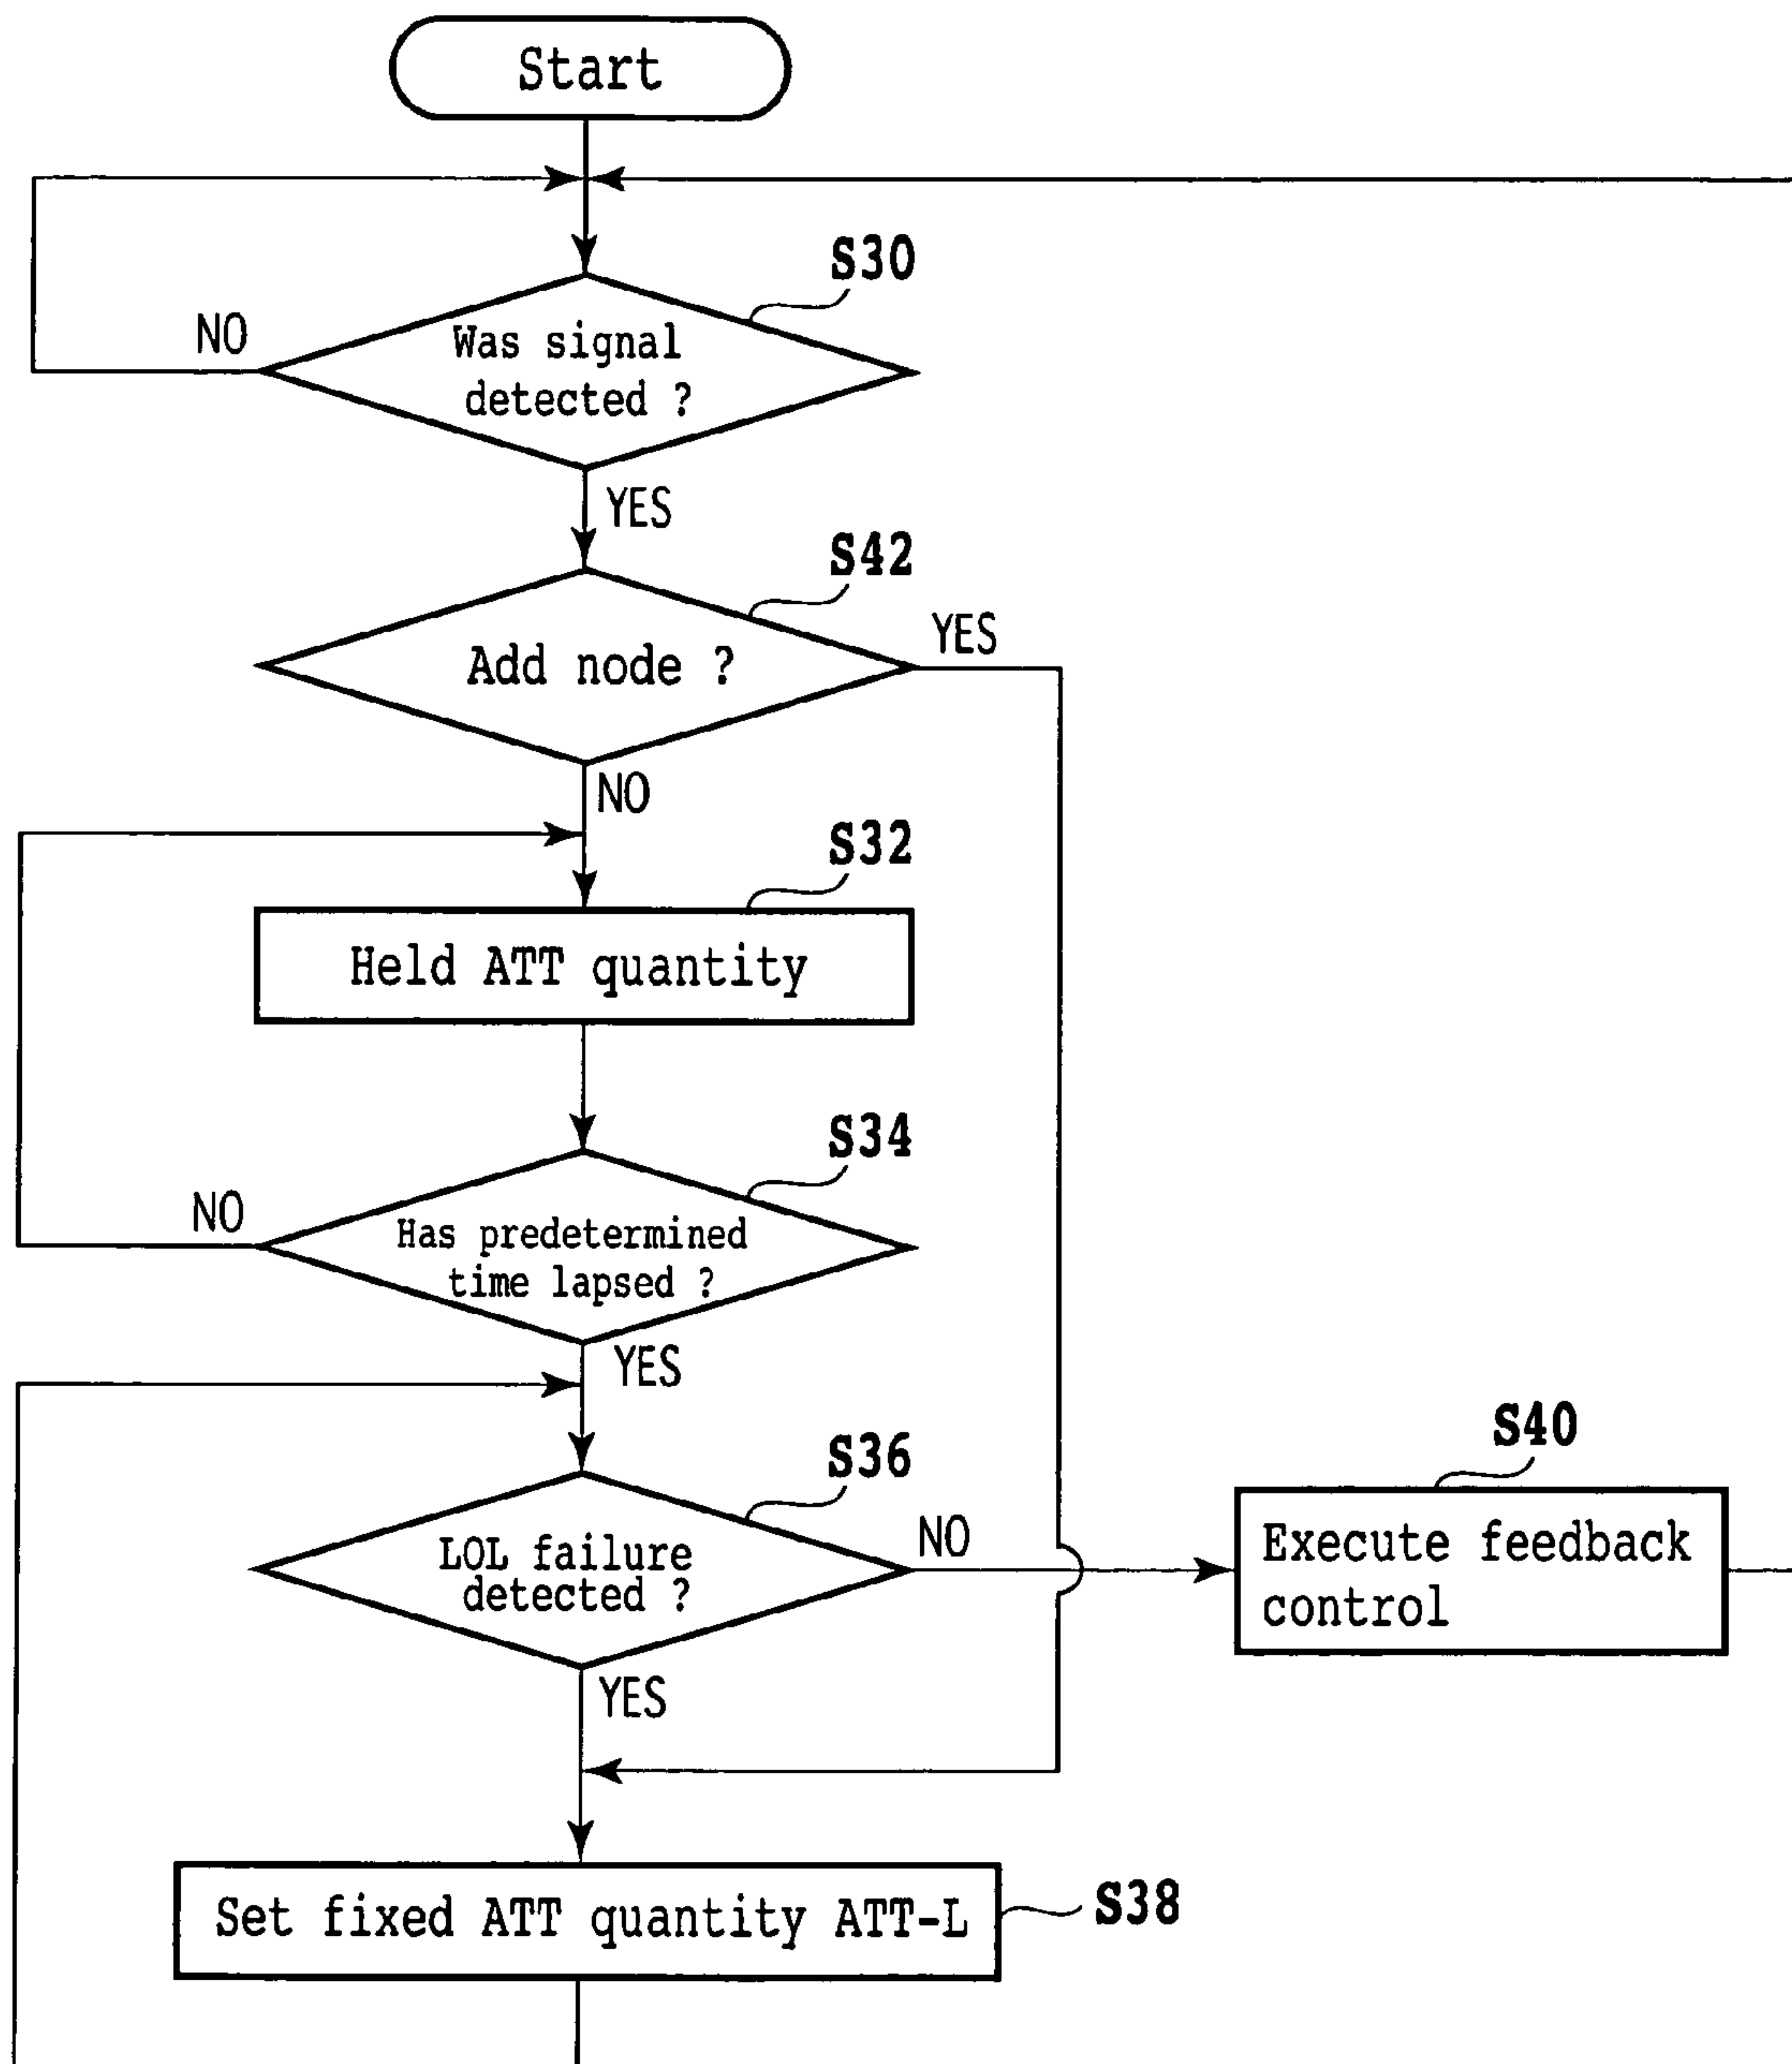 Start
S30
NO
Was signal
detected ?
YES
S42
YES
Add node ?
NO
S32
Held ATT quantity
S34
NO
Has predetermined
time lapsed ?
YES
S36
S40
NO
LOL failure
detected ?
Execute feedback
control
YES
Set fixed ATT quantity ATT-L
S38